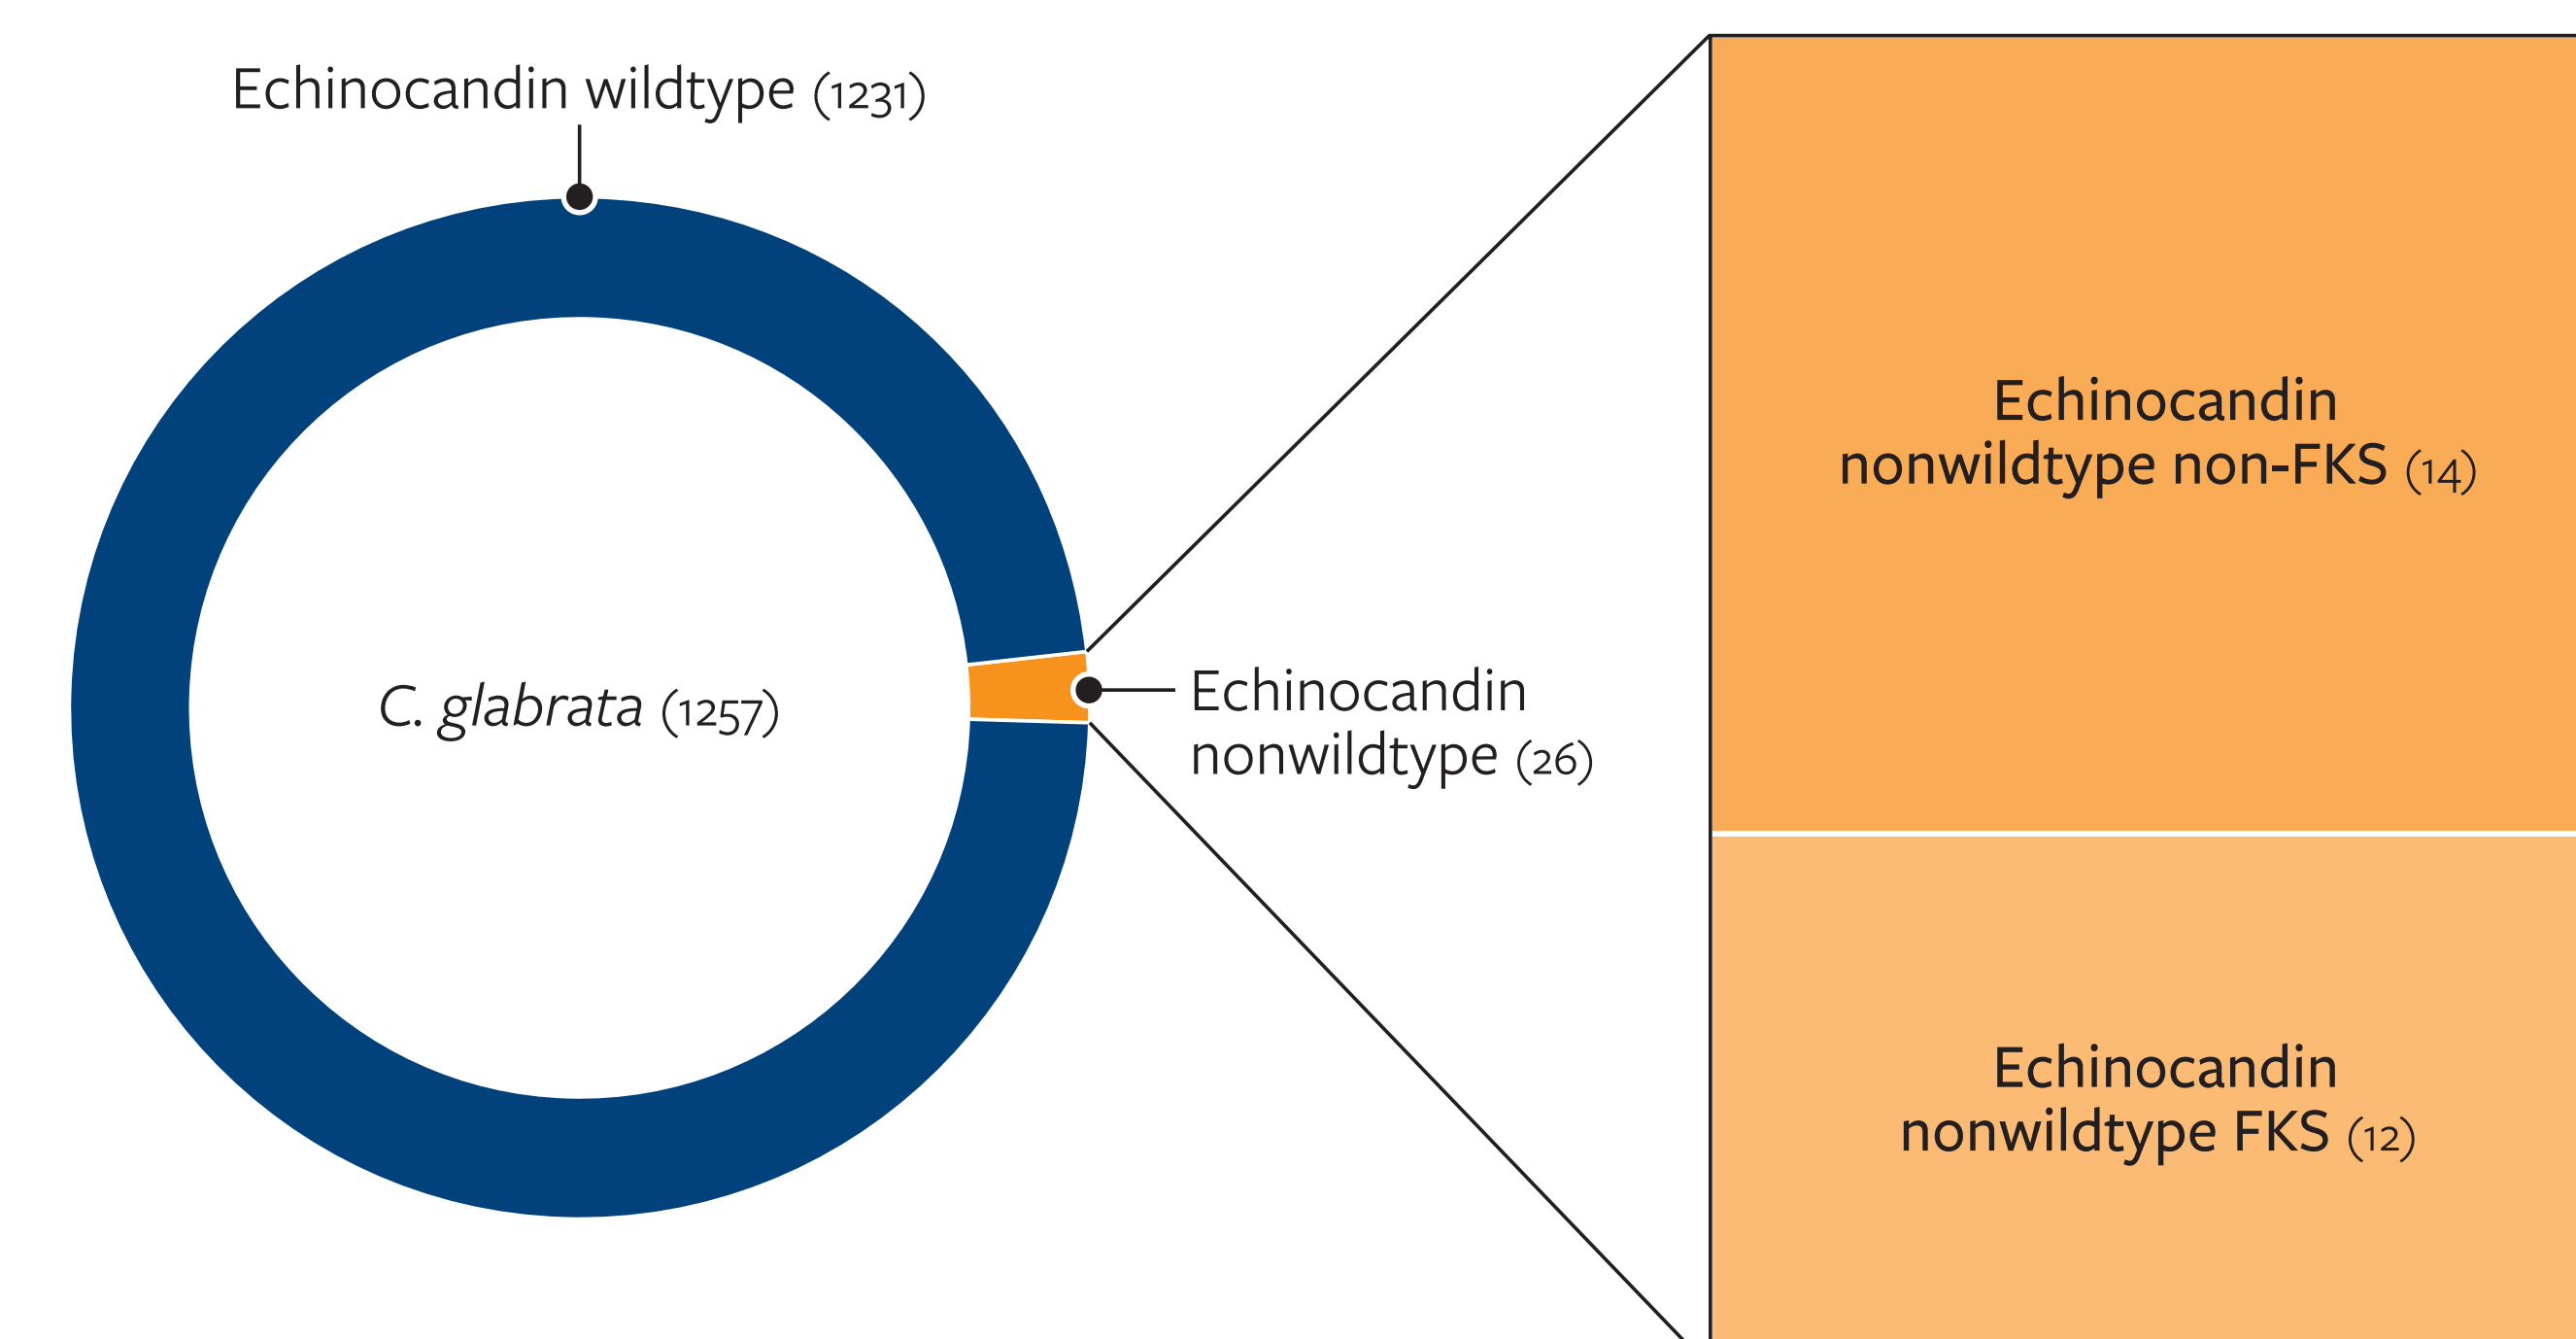 Echinocandin wildtype (1231)
C. glabrata (1257)
Echinocandin
nonwildtype (26)
Echinocandin
nonwildtype non-FKS (14)
Echinocandin
nonwildtype FKS (12)